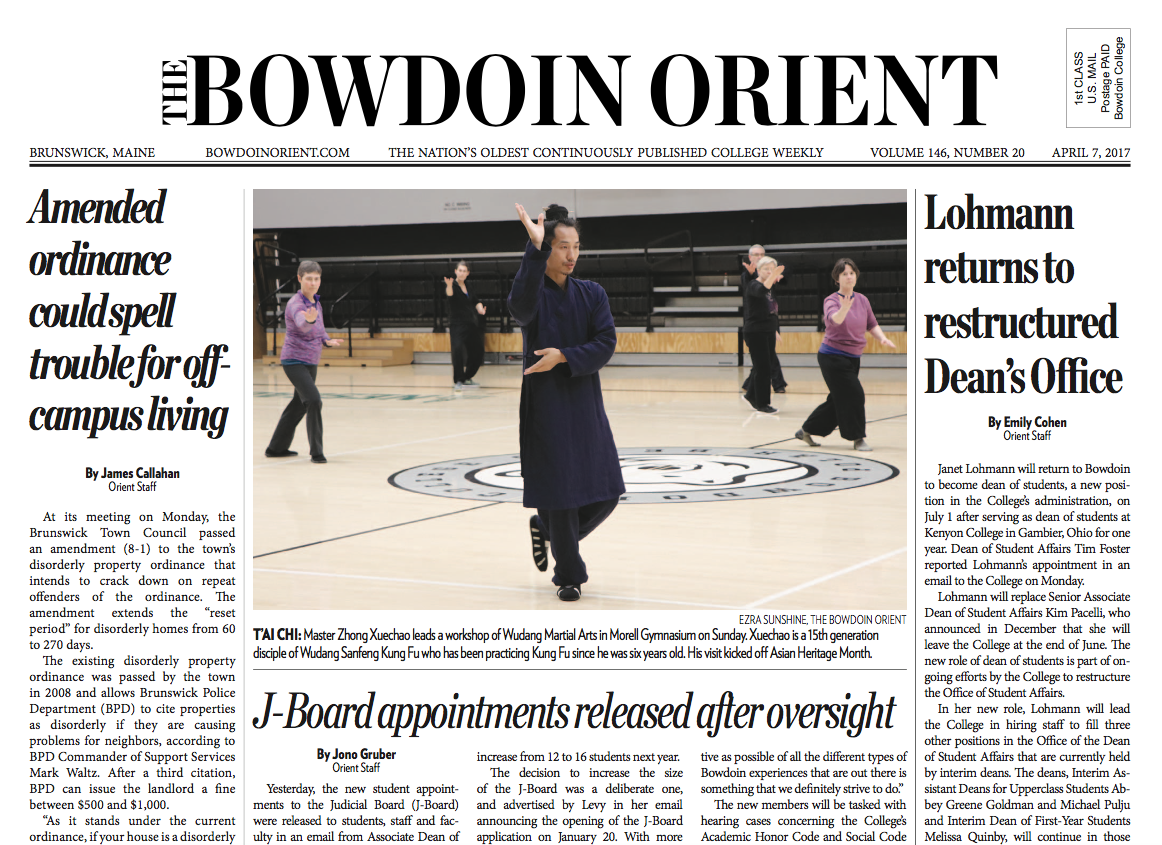 THE BOWDOIN ORIENT
1st CLASS
U.S. MAIL
Postage PAID
Bowdoin College
BRUNSWICK, MAINE BOWDOINORIENT.COM THE NATION'S OLDEST CONTINUOUSLY PUBLISHED COLLEGE WEEKLY VOLUME 146, NUMBER 20 APRIL 7, 2017
Amended
ordinance
could spell
trouble for off-
campus living
By James Callahan
Orient Staff
At its meeting on Monday, the
Brunswick Town Council passed
an amendment (8-1) to the town's
disorderly property ordinance that
intends to crack down on repeat
offenders of the ordinance. The
amendment extends the "reset
period" for disorderly homes from 60
to 270 days.
The existing disorderly property
ordinance was passed by the town
in 2008 and allows Brunswick Police
Department (BPD) to cite properties
as disorderly if they are causing
problems for neighbors, according to
BPD Commander of Support Services
Mark Waltz. After a third citation,
BPD can issue the landlord a fine
between $500 and $1,000.
"As it stands under the current
ordinance, if your house is a disorderly
EZRA SUNSHINE, THE BOWDOIN ORIENT
T'AI CHI: Master Zhong Xuechao leads a workshop of Wudang Martial Arts in Morell Gymnasium on Sunday. Xuechao is a 15th generation
disciple of Wudang Sanfeng Kung Fu who has been practicing Kung Fu since he was six years old. His visit kicked off Asian Heritage Month.
J-Board appointments released after oversight
By Jono Gruber
Orient Staff
Yesterday, the new student appoint-
ments to the Judicial Board (J-Board)
were released to students, staff and fac-
ulty in an email from Associate Dean of
increase from 12 to 16 students next year.
The decision to increase the size
of the J-Board was a deliberate one,
and advertised by Levy in her email
announcing the opening of the J-Board
application on January 20. With more
tive as possible of all the different types of
Bowdoin experiences that are out there is
something that we definitely strive to do."
The new members will be tasked with
hearing cases concerning the College's
Academic Honor Code and Social Code
Lohmann
returns to
restructured
Dean's Office
By Emily Cohen
Orient Staff
Janet Lohmann will return to Bowdoin
to become dean of students, a new posi-
tion in the College's administration, on
July 1 after serving as dean of students at
Kenyon College in Gambier, Ohio for one
year. Dean of Student Affairs Tim Foster
reported Lohmann's appointment in an
email to the College on Monday.
Lohmann will replace Senior Associate
Dean of Student Affairs Kim Pacelli, who
announced in December that she will
leave the College at the end of June. The
new role of dean of students is part of on-
going efforts by the College to restructure
the Office of Student Affairs.
In her new role, Lohmann will lead
the College in hiring staff to fill three
other positions in the Office of the Dean
of Student Affairs that are currently held
by interim deans. The deans, Interim As-
sistant Deans for Upperclass Students Ab-
bey Greene Goldman and Michael Pulju
and Interim Dean of First-Year Students
Melissa Quinby, will continue in those